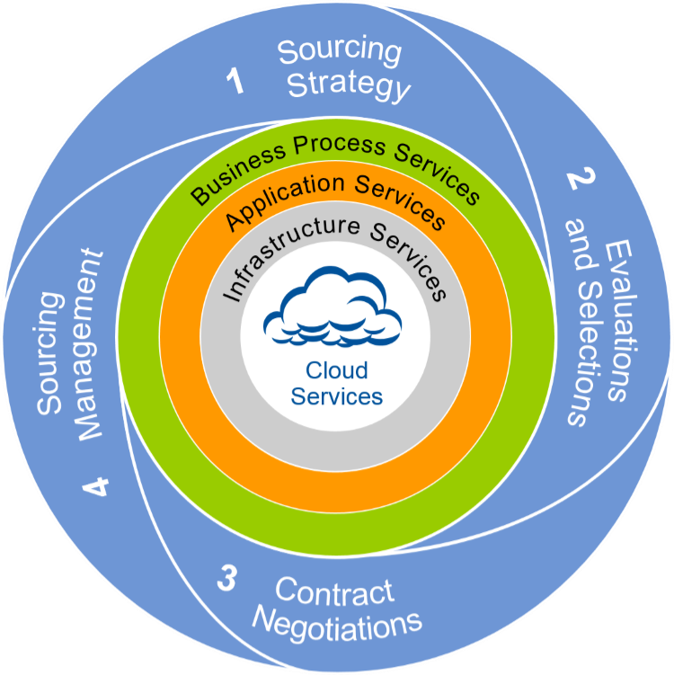 1
Sourcing
Strategy
2
Evaluations
and Selections
3
Contract
Negotiations
4
Sourcing
Management
Business Process Services
Application Services
Infrastructure Services
Cloud
Services